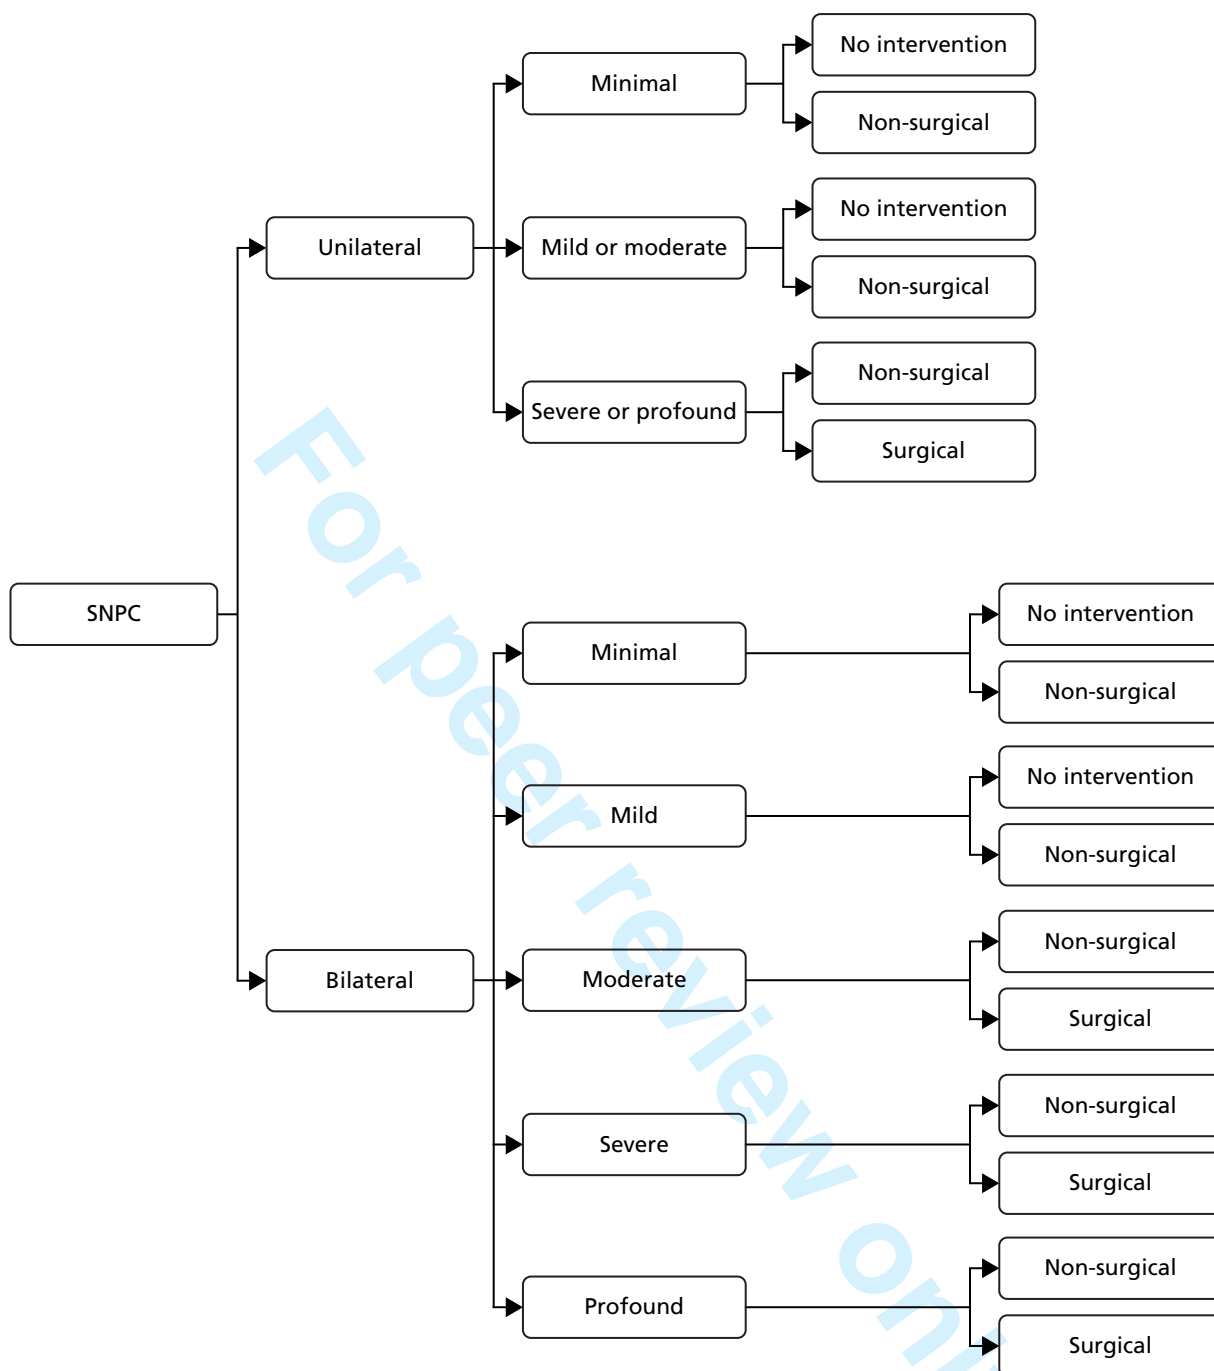 No intervention
Minimal
Non-surgical
No intervention
Unilateral
Mild or moderate
Non-surgical
Non-surgical
Severe or profound
Surgical
SNPC
No intervention
Minimal
Non-surgical
No intervention
Mild
Non-surgical
Non-surgical
Bilateral
Moderate
Surgical
Non-surgical
Severe
Surgical
Non-surgical
Profound
Surgical
For peer review onl